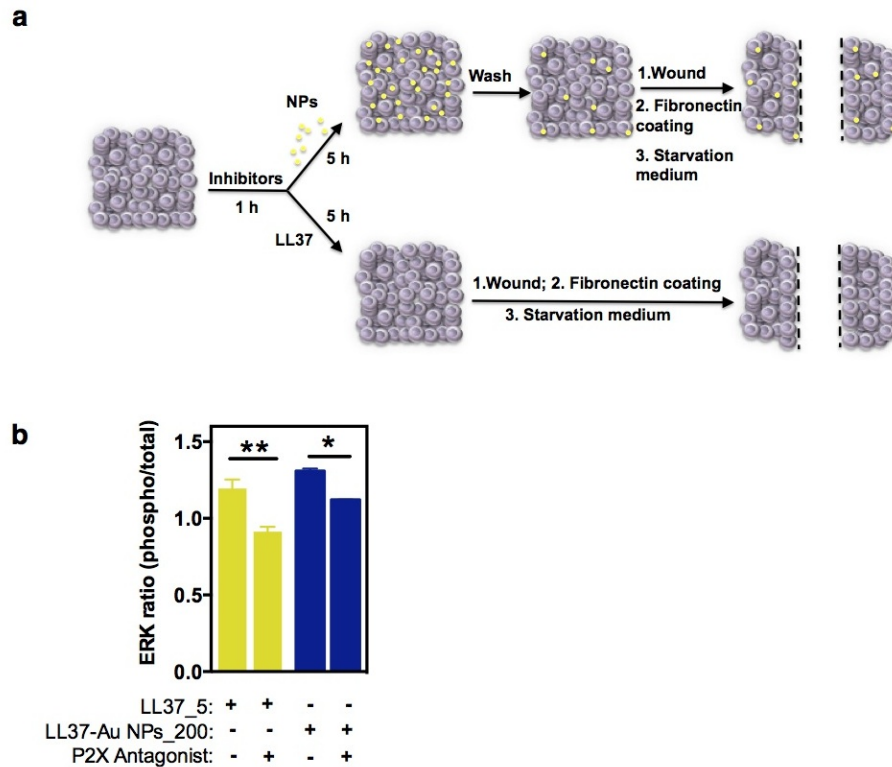 a
NPs
5 h
Inhibitors
1 h
5 h
LL37
Wash
1.Wound
2. Fibronectin
coating
3. Starvation
medium
1.Wound; 2. Fibronectin coating
3. Starvation medium
b
ERK ratio (phospho/total)
1.5
1.0
0.5
0.0
** *
LL37_5: + + - -
LL37-Au NPs_200: - - + +
P2X Antagonist: - + - +